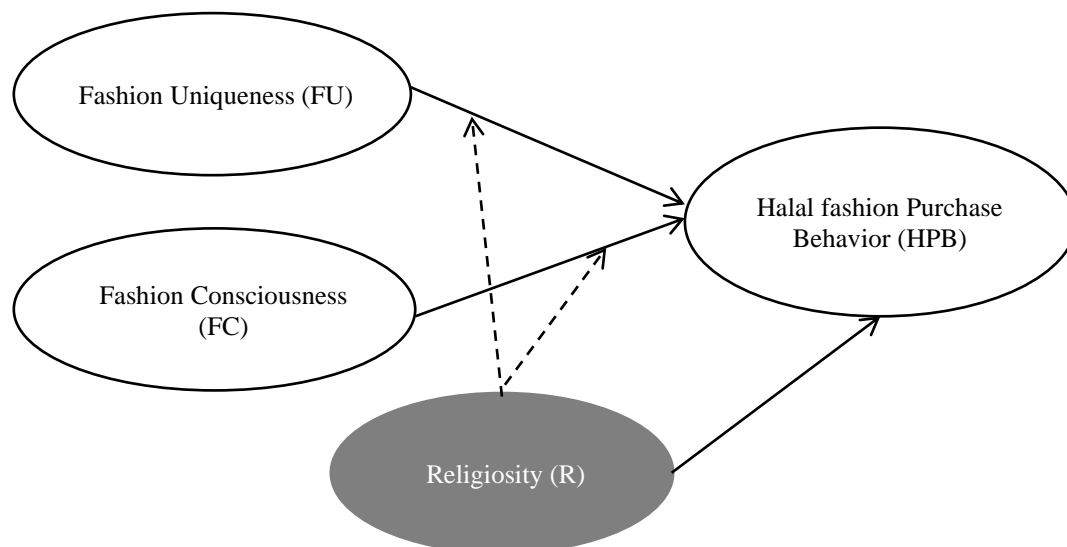 Fashion Uniqueness (FU)
Halal fashion Purchase
Behavior (HPB)
Fashion Consciousness
(FC)
Religiosity (R)